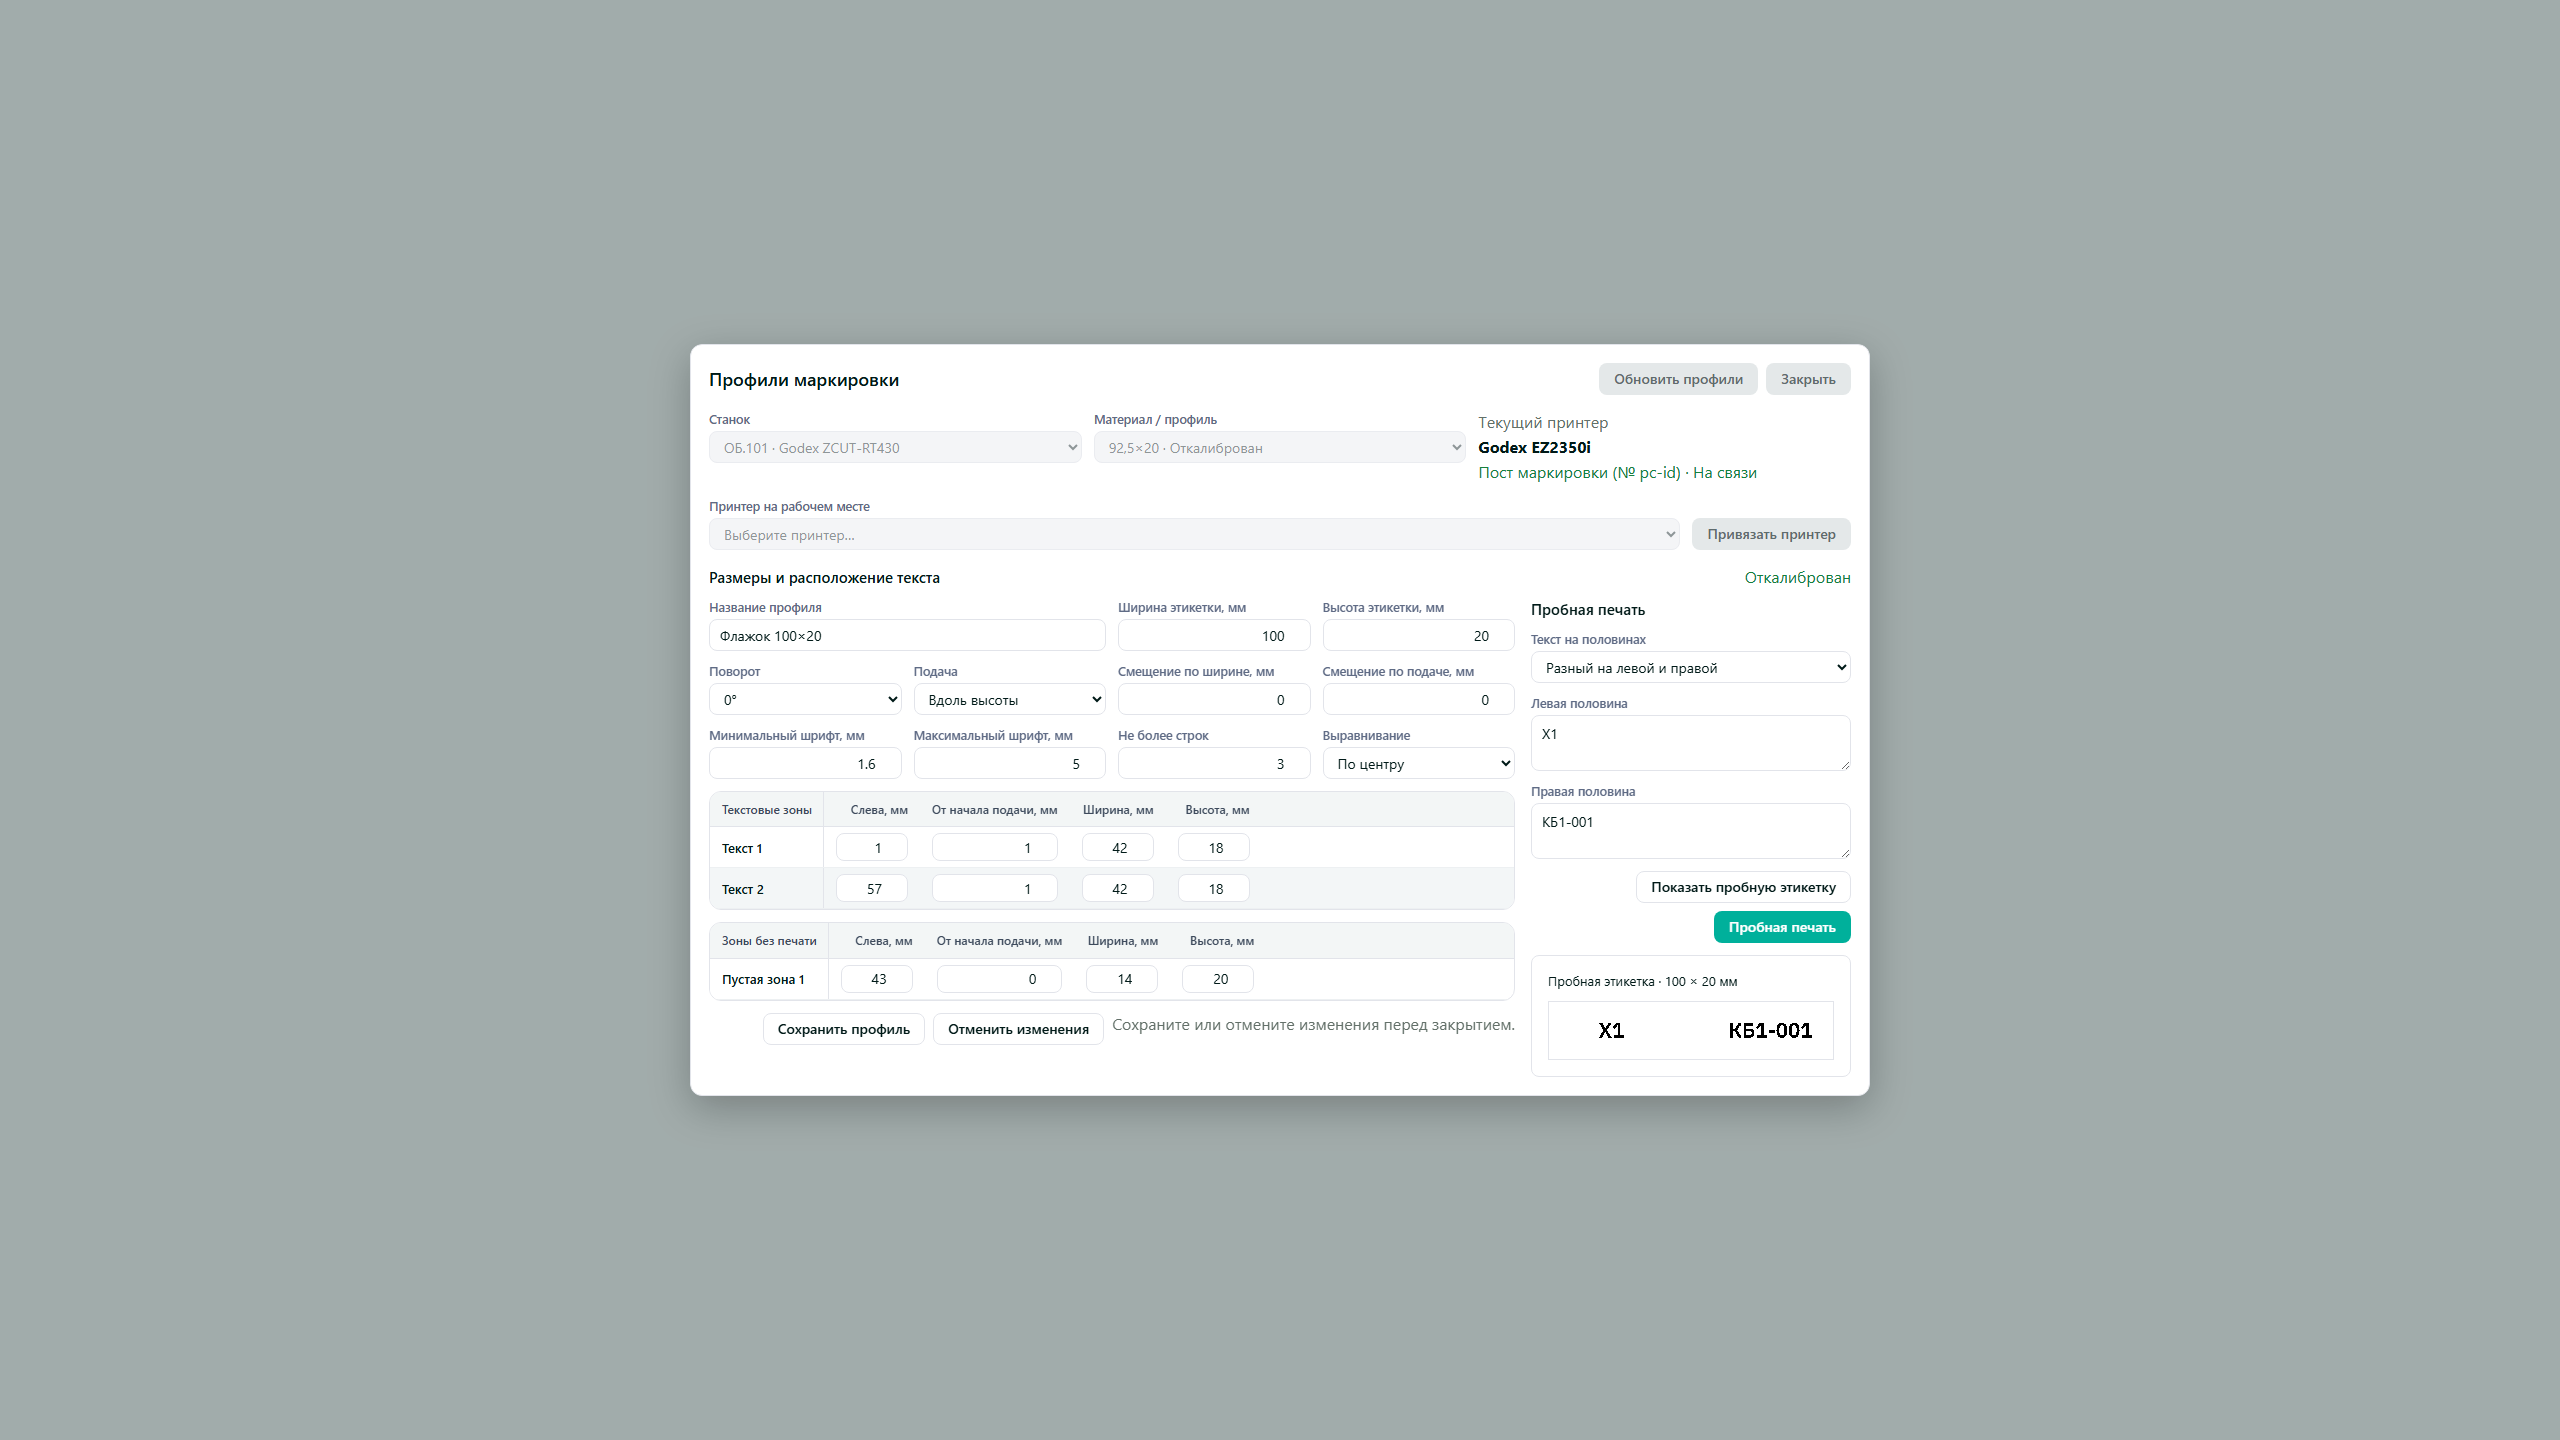 Профили маркировки
Обновить профили
Закрыть
Станок
ОБ.101 · Godex ZCUT-RT430
Материал / профиль
92,5×20 · Откалиброван
Текущий принтер
Godex EZ2350i
Пост маркировки (№ pc-id) · На связи
Принтер на рабочем месте
Выберите принтер...
Привязать принтер
Размеры и расположение текста
Откалиброван
Название профиля
Флажок 100×20
Ширина этикетки, мм
100
Высота этикетки, мм
20
Поворот
0°
Подача
Вдоль высоты
Смещение по ширине, мм
0
Смещение по подаче, мм
0
Минимальный шрифт, мм
1.6
Максимальный шрифт, мм
5
Не более строк
3
Выравнивание
По центру
Текстовые зоны Слева, мм От начала подачи, мм Ширина, мм Высота, мм
Текст 1 1 1 42 18
Текст 2 57 1 42 18
Зоны без печати Слева, мм От начала подачи, мм Ширина, мм Высота, мм
Пустая зона 1 43 0 14 20
Сохранить профиль
Отменить изменения
Сохраните или отмените изменения перед закрытием.
Пробная печать
Текст на половинах
Разный на левой и правой
Левая половина
X1
Правая половина
КБ1-001
Показать пробную этикетку
Пробная печать
Пробная этикетка · 100 × 20 мм
X1 КБ1-001